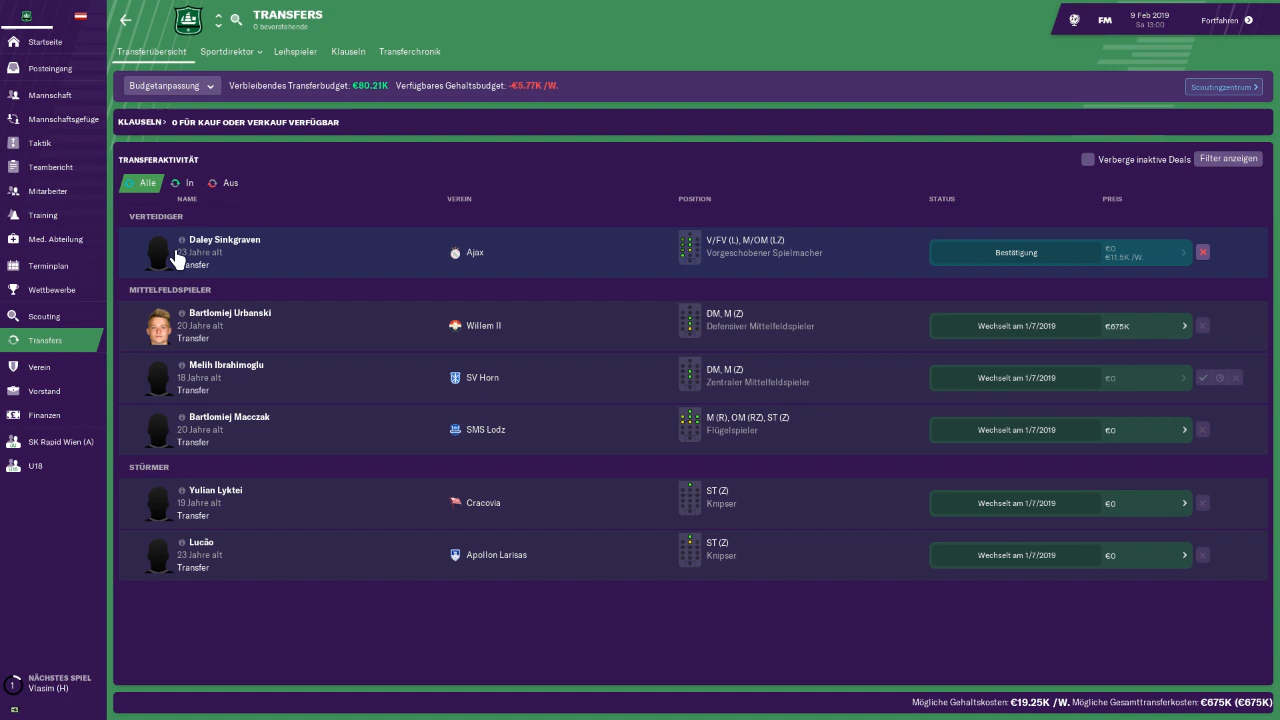 Startseite
Posteingang
Mannschaft
Mannschaftsgefüge
Taktik
Teambericht
Mitarbeiter
Training
Med. Abteilung
Terminplan
Wettbewerbe
Scouting
Transfers
Verein
Vorstand
Finanzen
SK Rapid Wien (A)
U18
NÄCHSTES SPIEL
1 Vlasim (H)
TRANSFERS
0 bevorstehende
FM
9 Feb 2019
Sa 13:00
Fortfahren
Transferübersicht Sportdirektor Leihspieler Klauseln Transferchronik
Budgetanpassung Verbleibendes Transferbudget: €80.21K Verfügbares Gehaltsbudget: -€5.77K /W. Scoutingzentrum >
KLAUSELN > 0 FÜR KAUF ODER VERKAUF VERFÜGBAR
TRANSFERAKTIVITÄT Verberge inaktive Deals Filter anzeigen
Alle In Aus
NAME VEREIN POSITION STATUS PREIS
VERTEIDIGER
Daley Sinkgraven
23 Jahre alt
Transfer
Ajax
V/FV (L), M/OM (LZ)
Vorgeschobener Spielmacher
Bestätigung
€0
€11.5K /W.
MITTELFELDSPIELER
Bartlomiej Urbanski
20 Jahre alt
Transfer
Willem II
DM, M (Z)
Defensiver Mittelfeldspieler
Wechselt am 1/7/2019
€675K
Melih Ibrahimoglu
18 Jahre alt
Transfer
SV Horn
DM, M (Z)
Zentraler Mittelfeldspieler
Wechselt am 1/7/2019
€0
Bartlomiej Macczak
20 Jahre alt
Transfer
SMS Lodz
M (R), OM (RZ), ST (Z)
Flügelspieler
Wechselt am 1/7/2019
€0
STÜRMER
Yulian Lyktei
19 Jahre alt
Transfer
Cracovia
ST (Z)
Knipser
Wechselt am 1/7/2019
€0
Lucão
23 Jahre alt
Transfer
Apollon Larisas
ST (Z)
Knipser
Wechselt am 1/7/2019
€0
Mögliche Gehaltskosten: €19.25K /W. Mögliche Gesamttransferkosten: €675K (€675K)